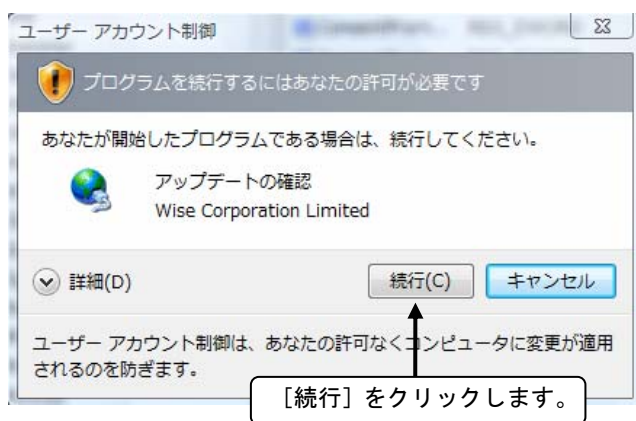 ユーザー アカウント制御
プログラムを続行するにはあなたの許可が必要です
あなたが開始したプログラムである場合は、続行してください。
アップデートの確認
Wise Corporation Limited
詳細(D)
続行(C)
キャンセル
ユーザー アカウント制御は、あなたの許可なくコンピュータに変更が適用
されるのを防ぎます。
［続行］をクリックします。